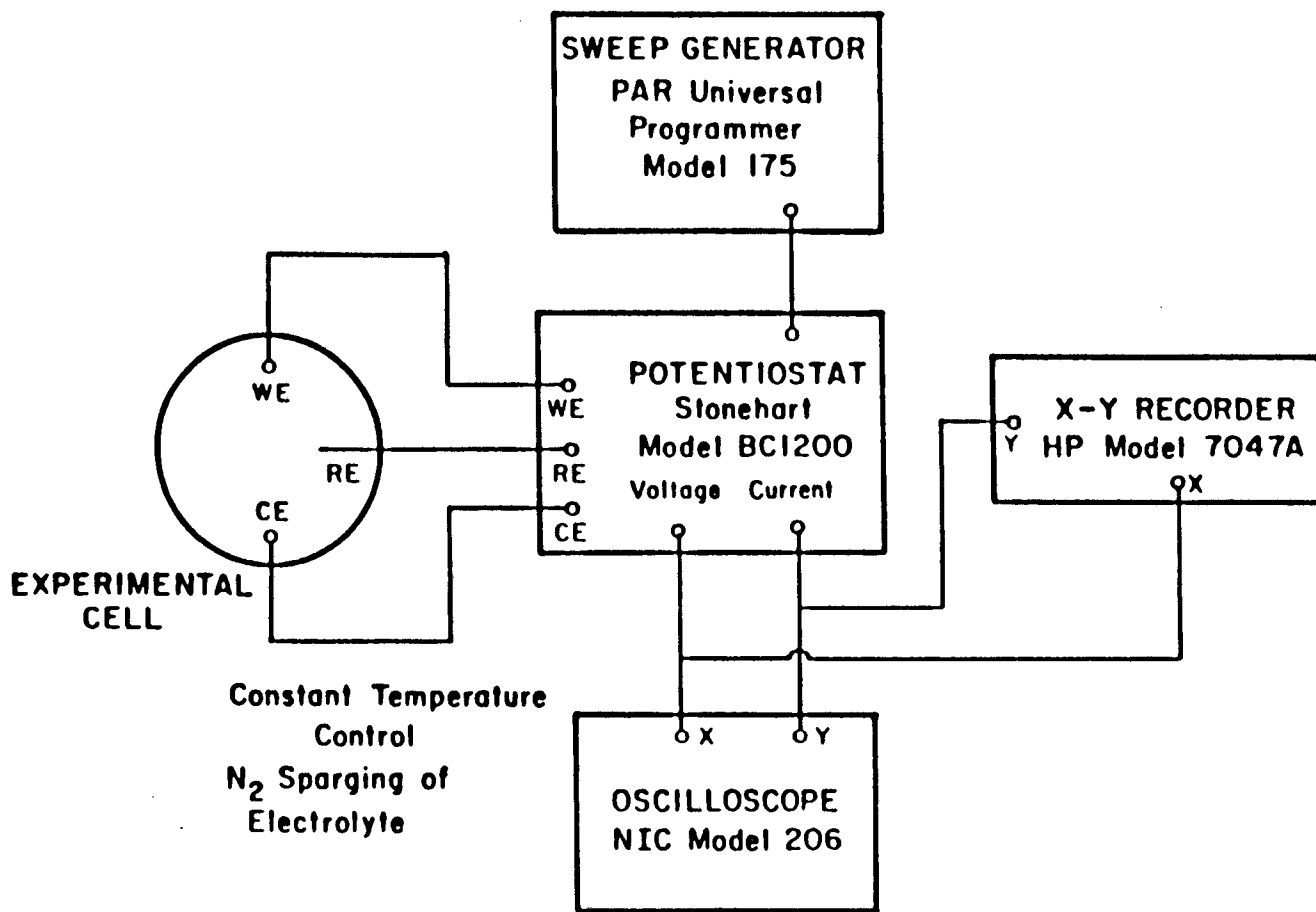 SWEEP GENERATOR
PAR Universal
Programmer
Model 175
WE
RE
CE
EXPERIMENTAL
CELL
WE
RE
CE
POTENTIOSTAT
Stonehart
Model BC1200
Voltage Current
Y
X-Y RECORDER
HP Model 7047A
X
Constant Temperature
Control
N₂ Sparging of
Electrolyte
X Y
OSCILLOSCOPE
NIC Model 206